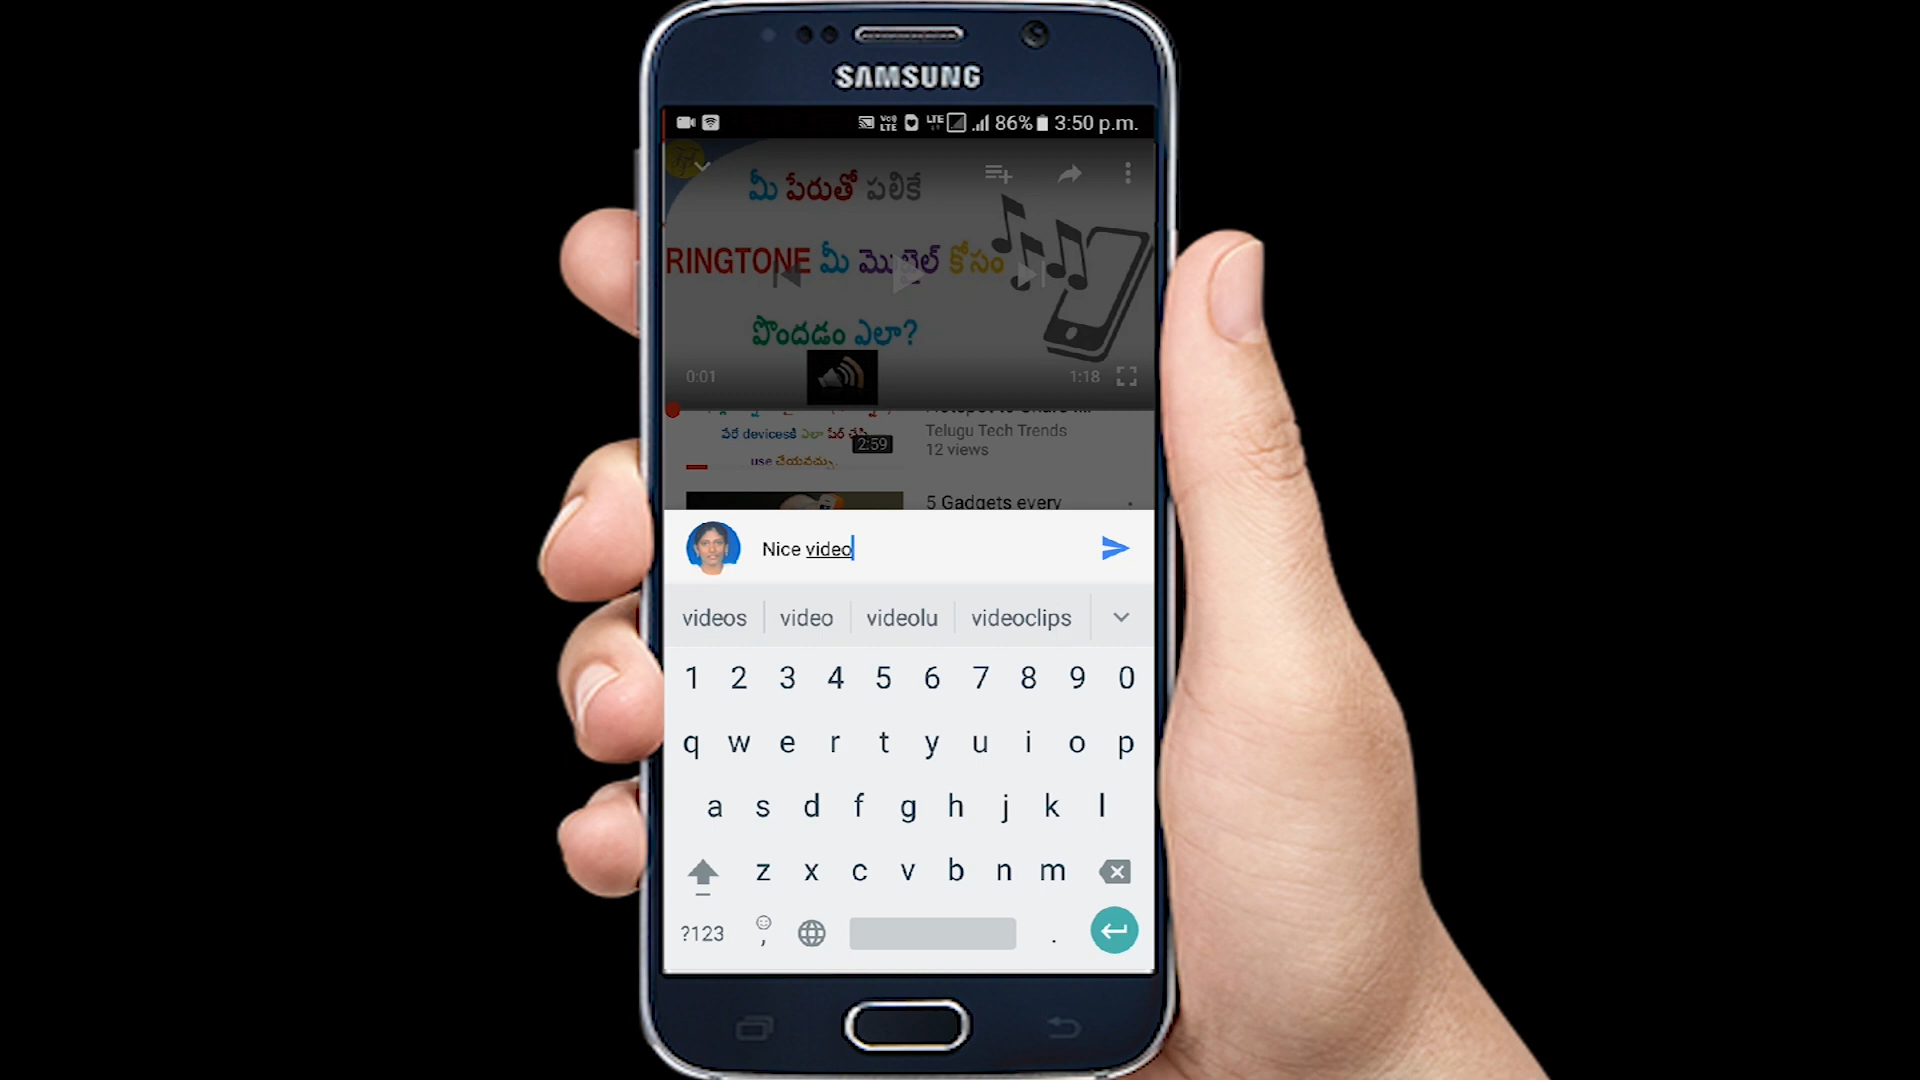 SAMSUNG
VoLTE LTE 86% 3:50 p.m.
మీ పేరుతో పలికే
RINGTONE మీ మొబైల్ కోసం
పొందడం ఎలా?
0:01 1:18
వేరే devicesకి ఎలా షేర్ చేసి
use చేయవచ్చు.
2:59
Telugu Tech Trends
12 views
5 Gadgets every
Nice video
videos video videolu videoclips
1 2 3 4 5 6 7 8 9 0
q w e r t y u i o p
a s d f g h j k l
z x c v b n m
?123 , .